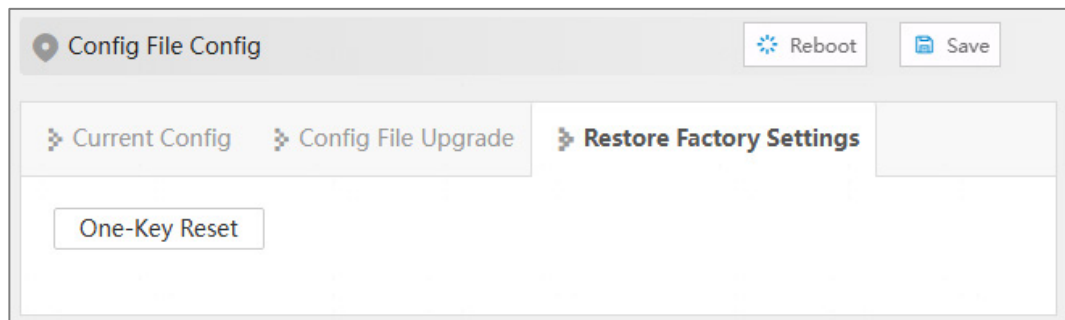 Config File Config
Reboot
Save
Current Config
Config File Upgrade
Restore Factory Settings
One-Key Reset